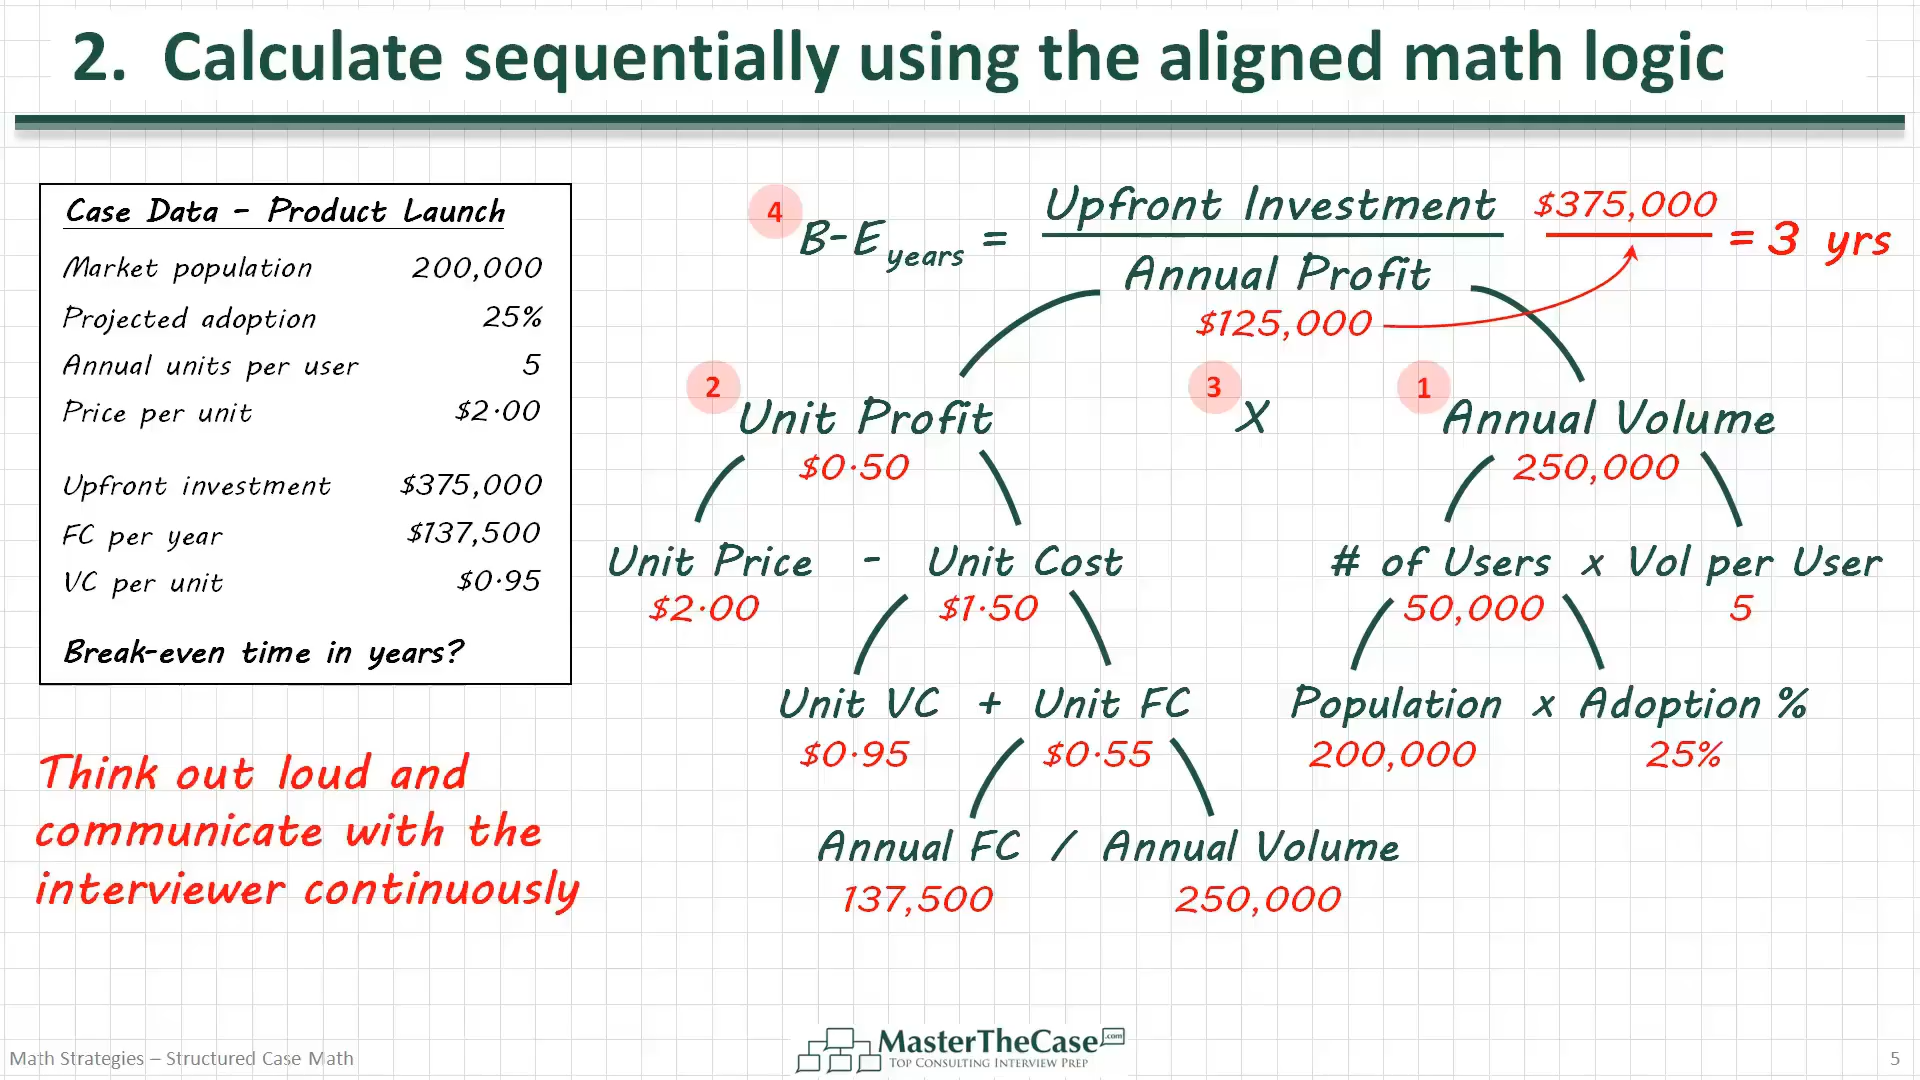 2. Calculate sequentially using the aligned math logic
Case Data – Product Launch
Market population 200,000
Projected adoption 25%
Annual units per user 5
Price per unit $2.00
Upfront investment $375,000
FC per year $137,500
VC per unit $0.95
Break-even time in years?
Think out loud and
communicate with the
interviewer continuously
4
B-E years = Upfront Investment $375,000 = 3 yrs
Annual Profit
$125,000
2 3 1
Unit Profit X Annual Volume
$0.50 250,000
Unit Price - Unit Cost # of Users x Vol per User
$2.00 $1.50 50,000 5
Unit VC + Unit FC Population x Adoption %
$0.95 $0.55 200,000 25%
Annual FC / Annual Volume
137,500 250,000
Math Strategies – Structured Case Math
MasterTheCase.com
Top Consulting Interview Prep
5